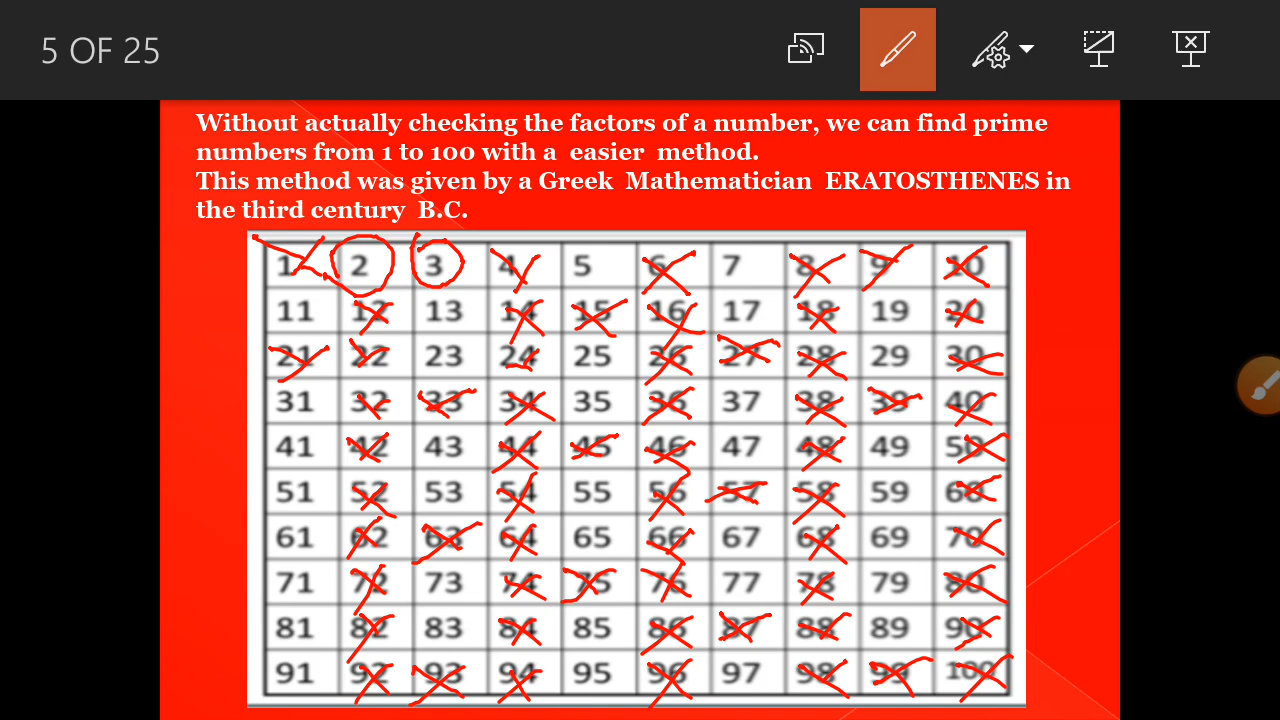 5 OF 25
Without actually checking the factors of a number, we can find prime
numbers from 1 to 100 with a easier method.
This method was given by a Greek Mathematician ERATOSTHENES in
the third century B.C.
1 2 3 4 5 6 7 8 9 10
11 12 13 14 15 16 17 18 19 20
21 22 23 24 25 26 27 28 29 30
31 32 33 34 35 36 37 38 39 40
41 42 43 44 45 46 47 48 49 50
51 52 53 54 55 56 57 58 59 60
61 62 63 64 65 66 67 68 69 70
71 72 73 74 75 76 77 78 79 80
81 82 83 84 85 86 87 88 89 90
91 92 93 94 95 96 97 98 99 100